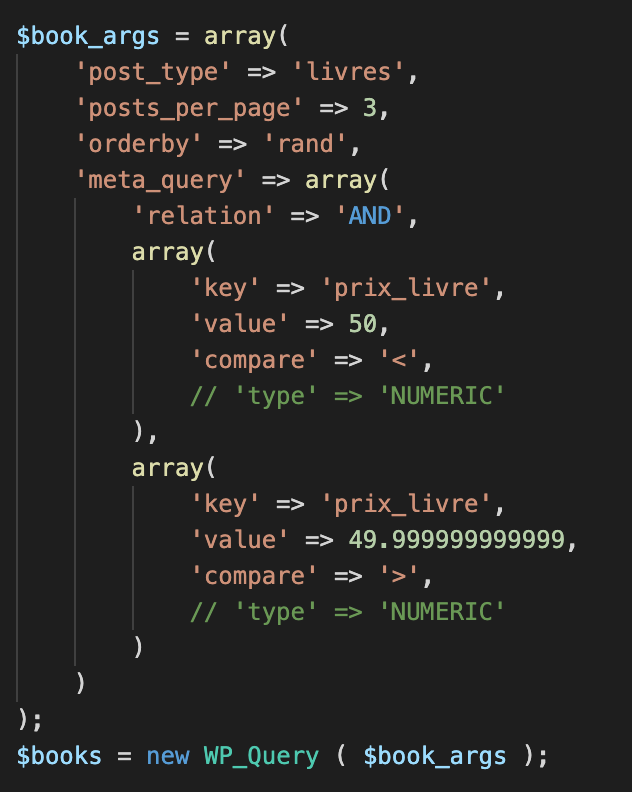 $book_args = array(
    'post_type' => 'livres',
    'posts_per_page' => 3,
    'orderby' => 'rand',
    'meta_query' => array(
        'relation' => 'AND',
        array(
            'key' => 'prix_livre',
            'value' => 50,
            'compare' => '<',
            // 'type' => 'NUMERIC'
        ),
        array(
            'key' => 'prix_livre',
            'value' => 49.999999999999,
            'compare' => '>',
            // 'type' => 'NUMERIC'
        )
    )
);
$books = new WP_Query ( $book_args );